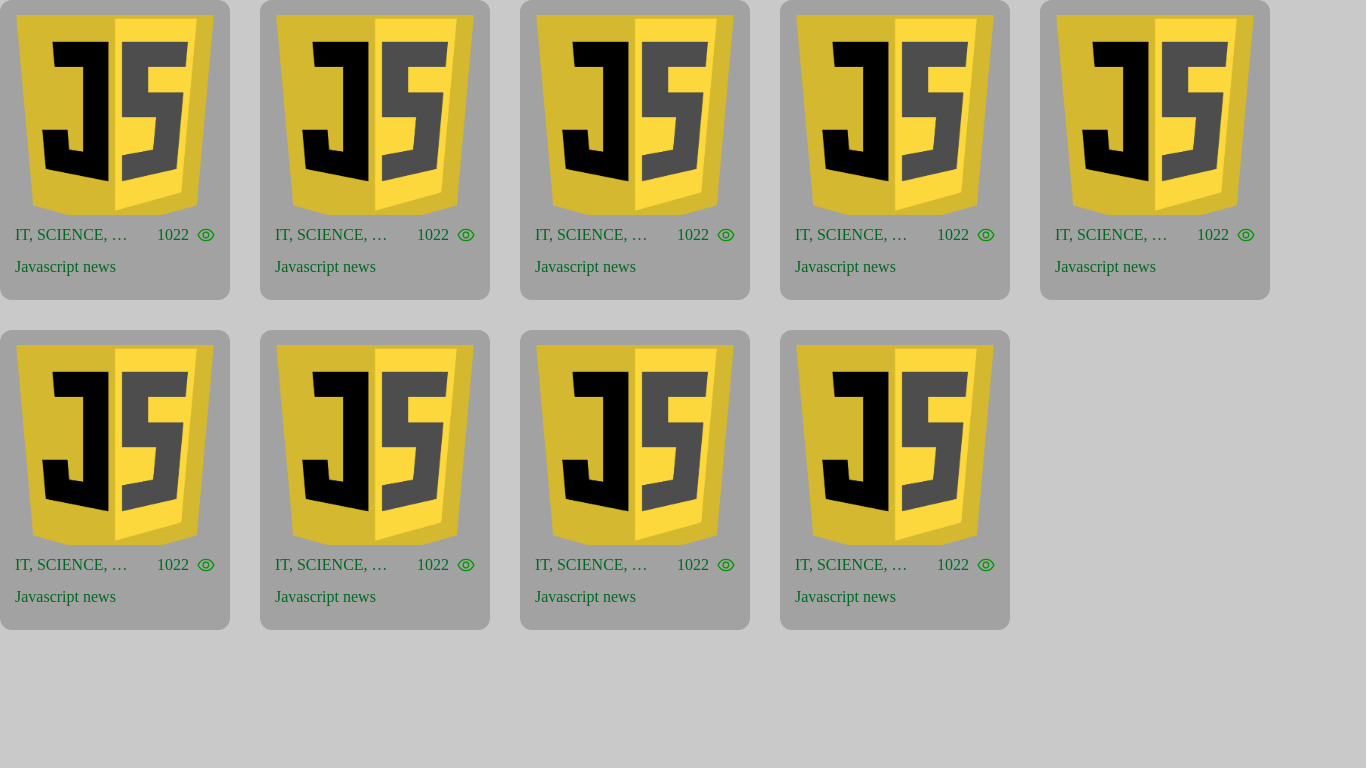 JS JS JS JS JS
IT, SCIENCE, … 1022 IT, SCIENCE, … 1022 IT, SCIENCE, … 1022 IT, SCIENCE, … 1022 IT, SCIENCE, … 1022
Javascript news Javascript news Javascript news Javascript news Javascript news
JS JS JS JS
IT, SCIENCE, … 1022 IT, SCIENCE, … 1022 IT, SCIENCE, … 1022 IT, SCIENCE, … 1022
Javascript news Javascript news Javascript news Javascript news